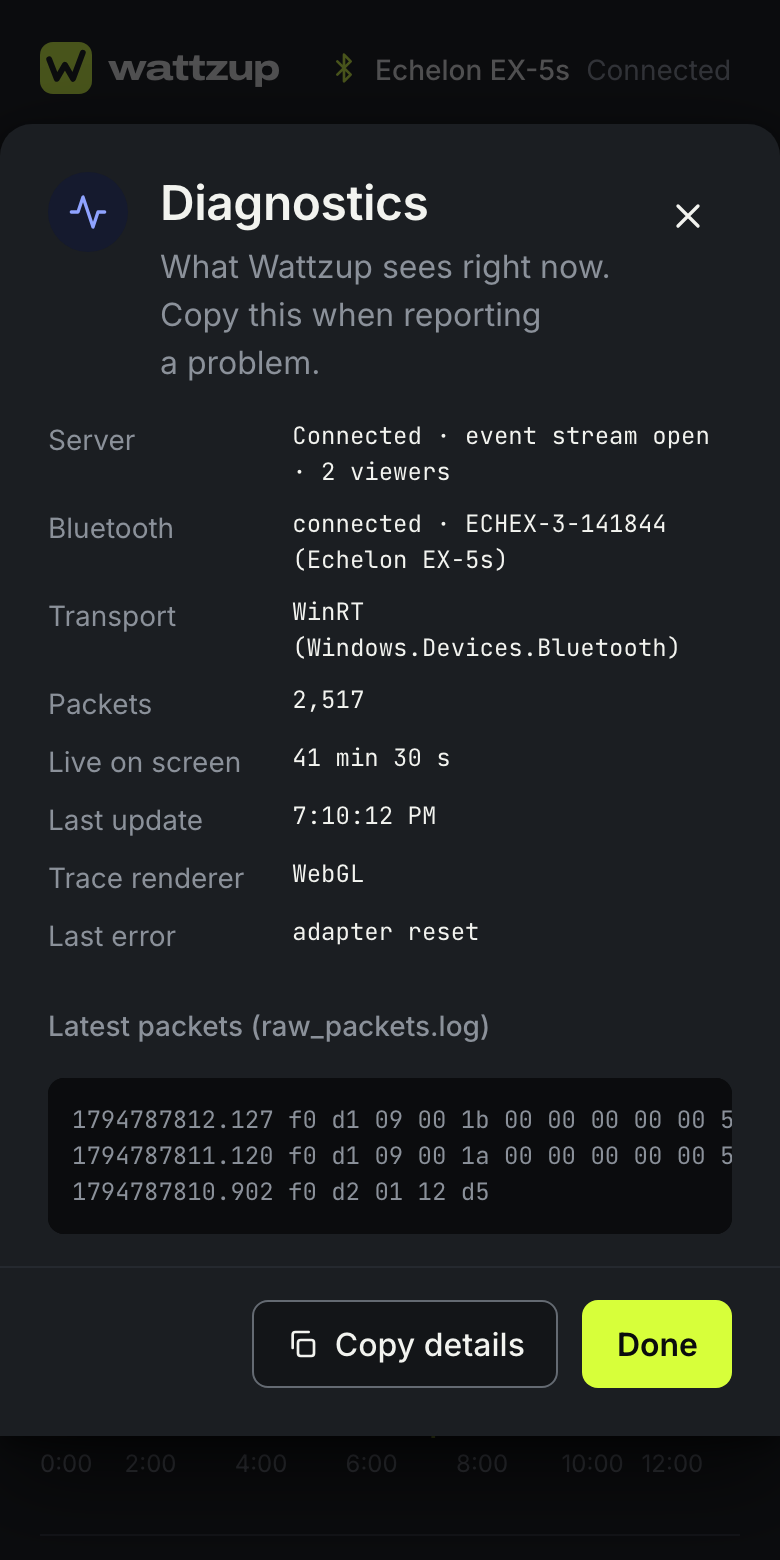 wattzup
Echelon EX-5s Connected
Diagnostics
What Wattzup sees right now.
Copy this when reporting
a problem.
Server
Connected · event stream open
· 2 viewers
Bluetooth
connected · ECHEX-3-141844
(Echelon EX-5s)
Transport
WinRT
(Windows.Devices.Bluetooth)
Packets
2,517
Live on screen
41 min 30 s
Last update
7:10:12 PM
Trace renderer
WebGL
Last error
adapter reset
Latest packets (raw_packets.log)
1794787812.127 f0 d1 09 00 1b 00 00 00 00 00 5
1794787811.120 f0 d1 09 00 1a 00 00 00 00 00 5
1794787810.902 f0 d2 01 12 d5
Copy details
Done
0:00 2:00 4:00 6:00 8:00 10:00 12:00